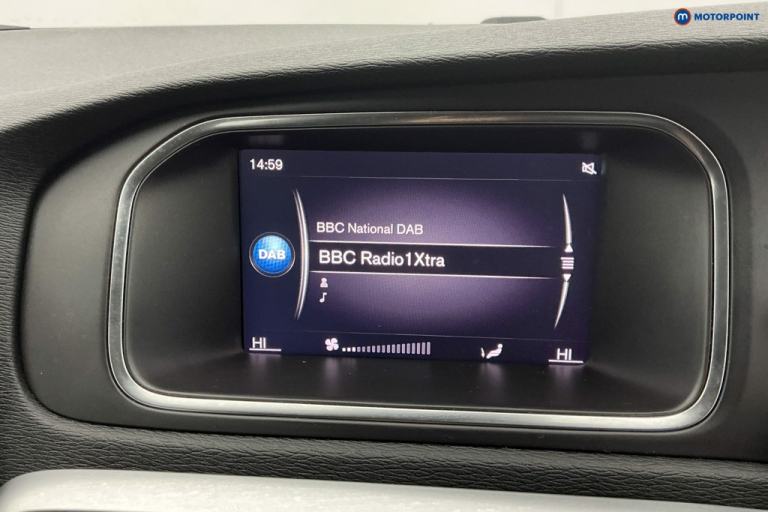 MOTORPOINT
14:59
BBC National DAB
DAB
BBC Radio1Xtra
HI
HI